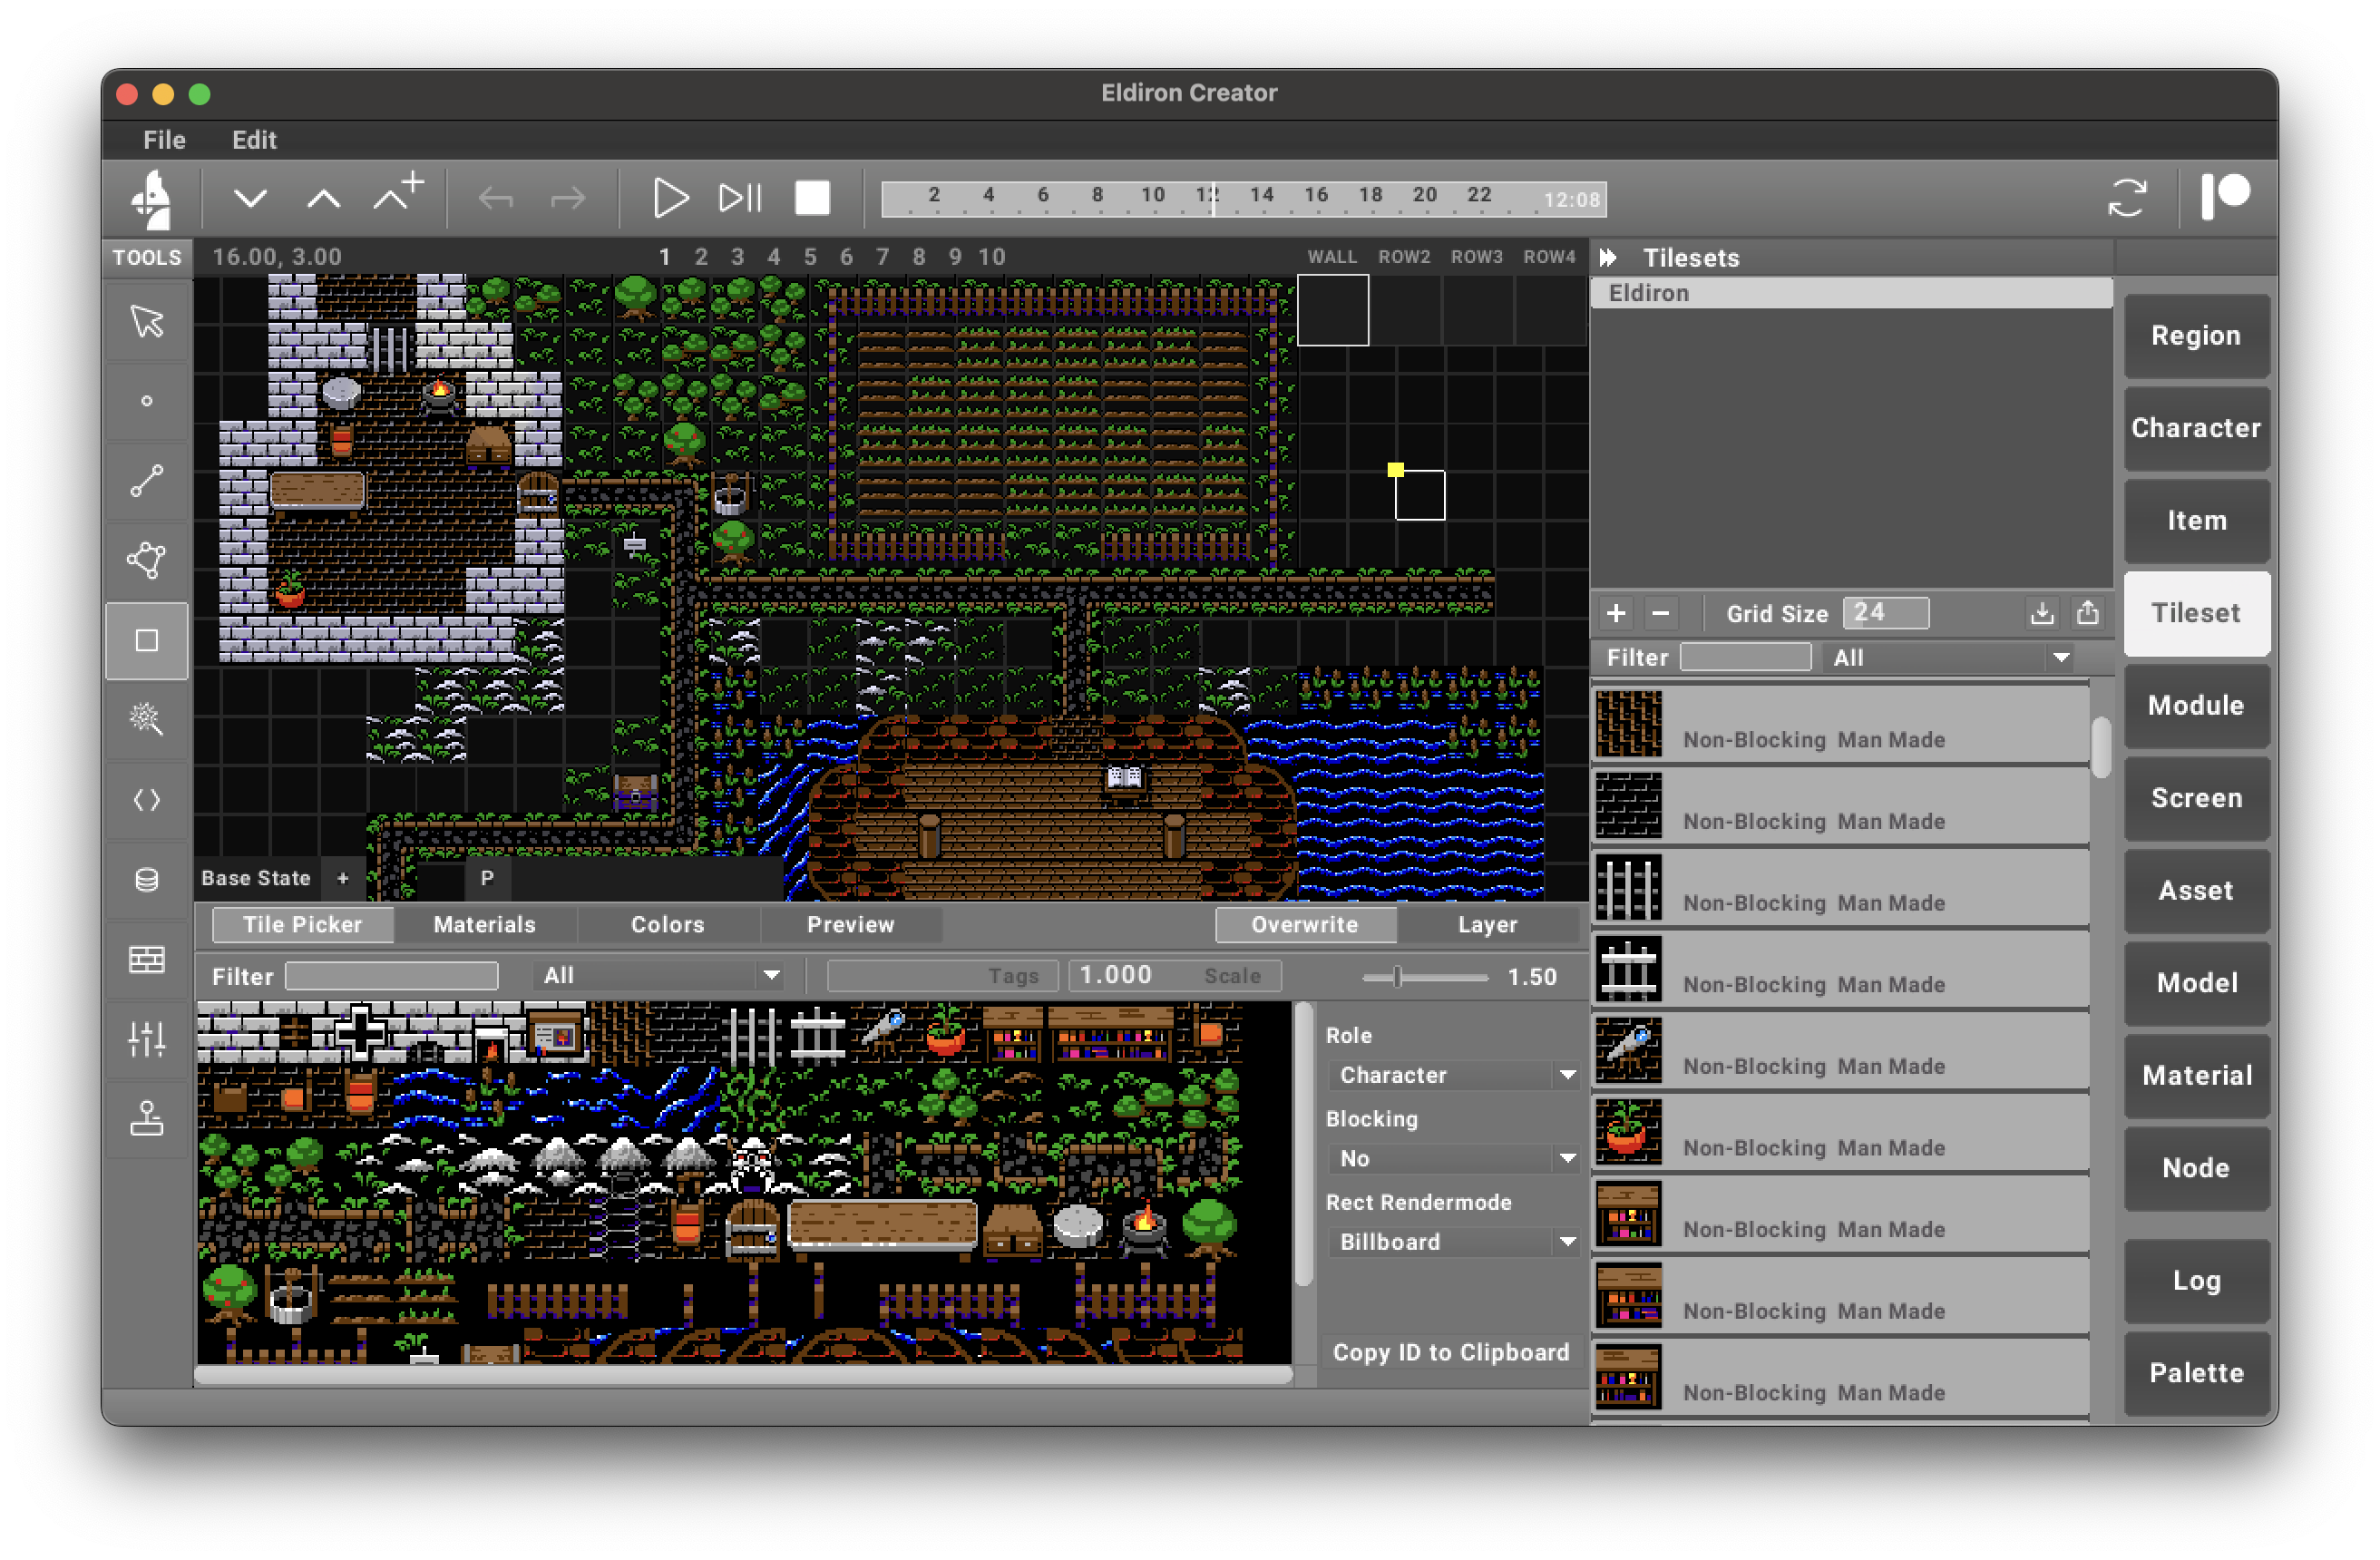 Eldiron Creator
File Edit
2 4 6 8 10 12 14 16 18 20 22 12:08
TOOLS 16.00, 3.00 1 2 3 4 5 6 7 8 9 10 WALL ROW2 ROW3 ROW4 Tilesets
Eldiron
Region
Character
Item
Grid Size 24
Tileset
Filter All
Module
Non-Blocking Man Made
Screen
Non-Blocking Man Made
Asset
Non-Blocking Man Made
Model
Non-Blocking Man Made
Material
Non-Blocking Man Made
Node
Non-Blocking Man Made
Non-Blocking Man Made
Log
Non-Blocking Man Made
Palette
Non-Blocking Man Made
Base State + P
Tile Picker Materials Colors Preview Overwrite Layer
Filter All Tags 1.000 Scale 1.50
Role
Character
Blocking
No
Rect Rendermode
Billboard
Copy ID to Clipboard